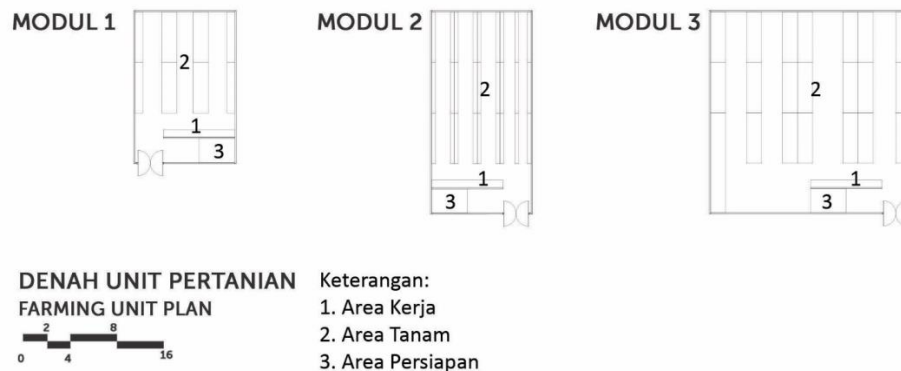 MODUL 1
MODUL 2
MODUL 3
2
2
2
1
1
1
3
3
3
DENAH UNIT PERTANIAN
FARMING UNIT PLAN
2 8
0 4 16
Keterangan:
1. Area Kerja
2. Area Tanam
3. Area Persiapan